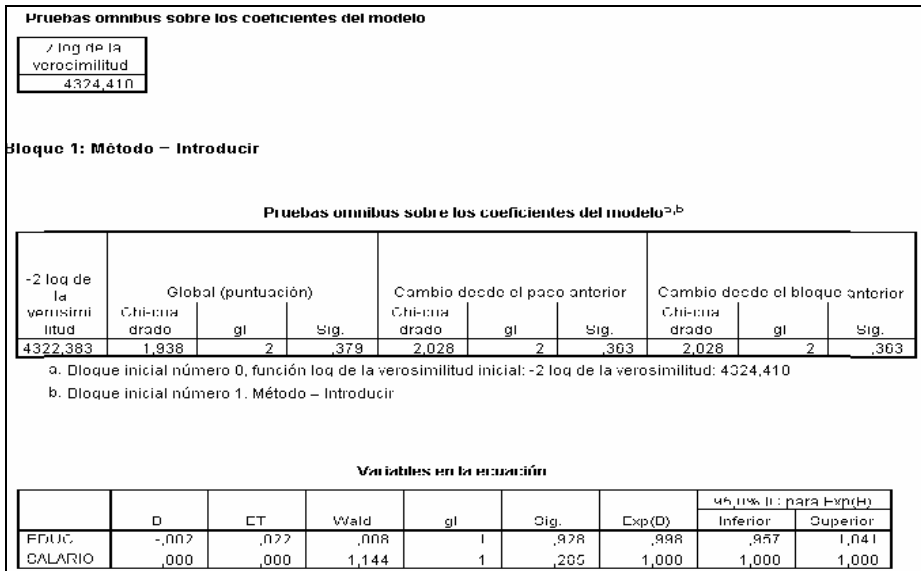 Pruebas omnibus sobre los coeficientes del modelo
-2 log de la
verosimilitud
4324,410
Bloque 1: Método = Introducir
Pruebas omnibus sobre los coeficientes del modelo a,b
-2 log de la verosimilitud Global (puntuación) Cambio desde el paso anterior Cambio desde el bloque anterior
Chi-cuadrado gl Sig. Chi-cuadrado gl Sig. Chi-cuadrado gl Sig.
4322,383 1,938 2 ,379 2,028 2 ,363 2,028 2 ,363
a. Bloque inicial número 0, función log de la verosimilitud inicial: -2 log de la verosimilitud: 4324,410
b. Bloque inicial número 1. Método = Introducir
Variables en la ecuación
95,0% IC para Exp(B)
B ET Wald gl Sig. Exp(B) Inferior Superior
EDUC -,002 ,022 ,008 1 ,928 ,998 ,957 1,041
SALARIO ,000 ,000 1,144 1 ,285 1,000 1,000 1,000